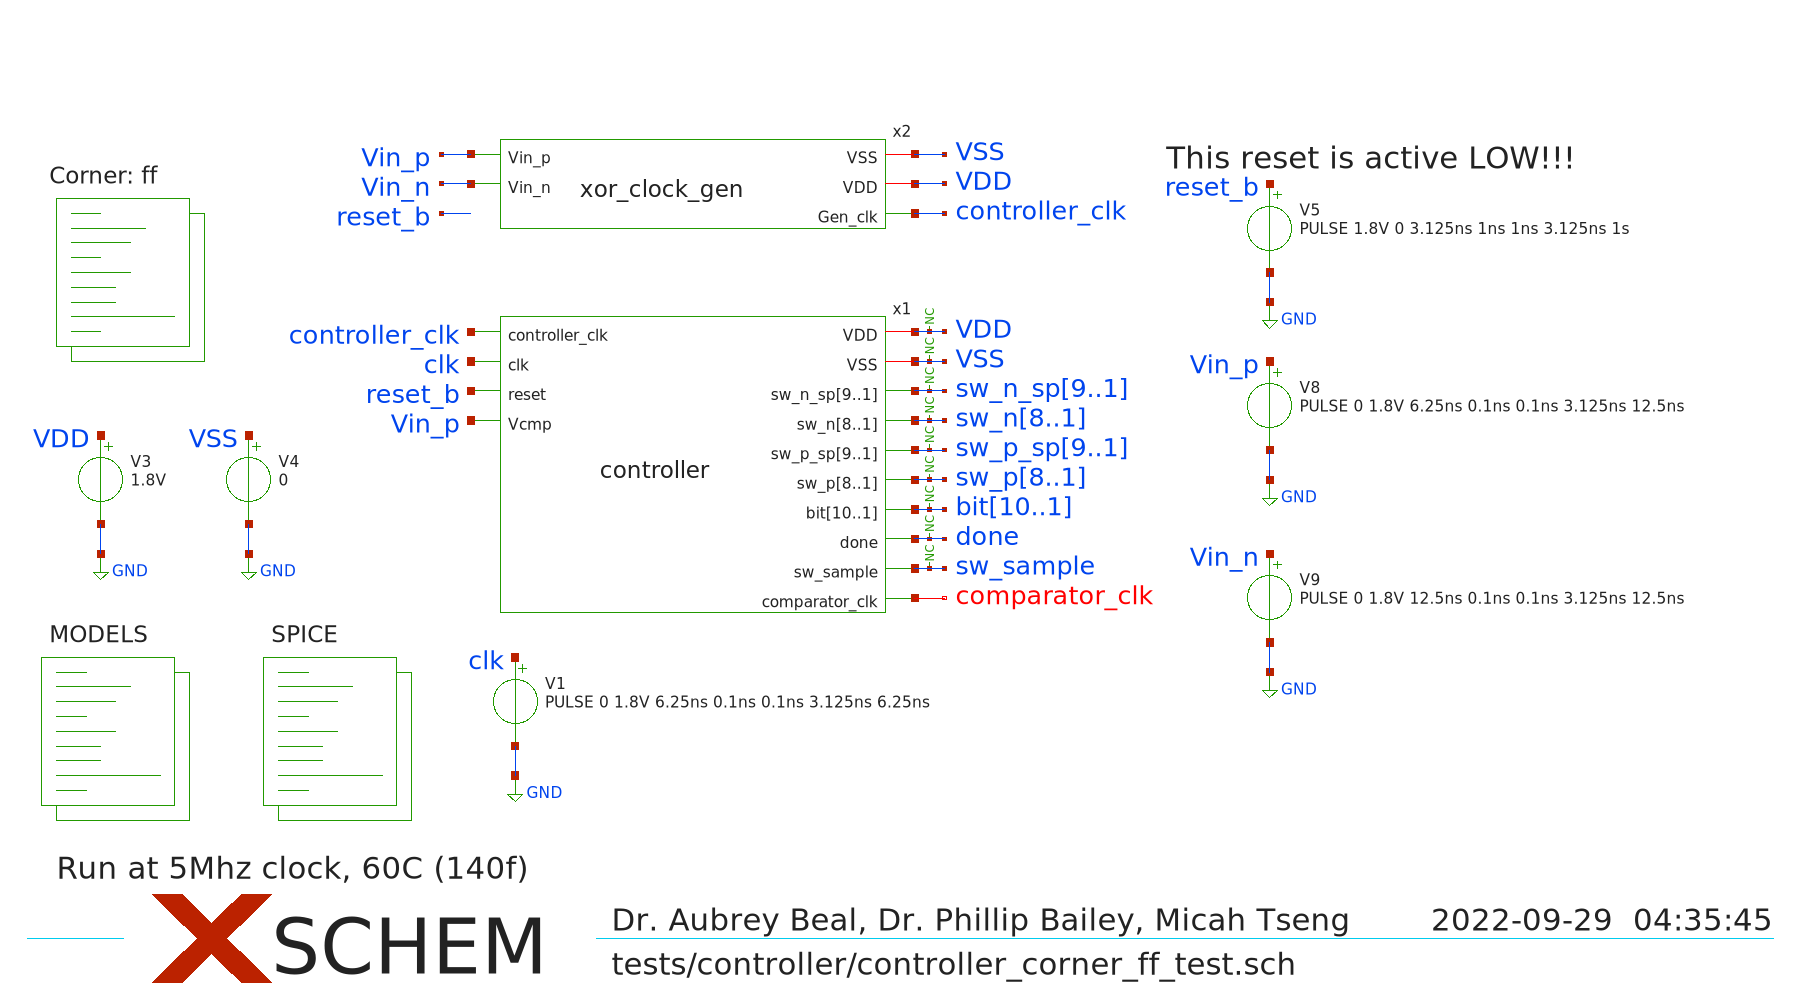 Corner: ff
Vin_p
Vin_n
reset_b
x2
Vin_p
Vin_n
xor_clock_gen
VSS
VDD
Gen_clk
VSS
VDD
controller_clk
This reset is active LOW!!!
reset_b
V5
PULSE 1.8V 0 3.125ns 1ns 1ns 3.125ns 1s
GND
controller_clk
clk
reset_b
Vin_p
x1
controller_clk
clk
reset
Vcmp
controller
VDD
VSS
sw_n_sp[9..1]
sw_n[8..1]
sw_p_sp[9..1]
sw_p[8..1]
bit[10..1]
done
sw_sample
comparator_clk
NC
NC
NC
NC
NC
NC
NC
NC
NC
VDD
VSS
sw_n_sp[9..1]
sw_n[8..1]
sw_p_sp[9..1]
sw_p[8..1]
bit[10..1]
done
sw_sample
comparator_clk
Vin_p
V8
PULSE 0 1.8V 6.25ns 0.1ns 0.1ns 3.125ns 12.5ns
GND
VDD
V3
1.8V
GND
VSS
V4
0
GND
Vin_n
V9
PULSE 0 1.8V 12.5ns 0.1ns 0.1ns 3.125ns 12.5ns
GND
MODELS
SPICE
clk
V1
PULSE 0 1.8V 6.25ns 0.1ns 0.1ns 3.125ns 6.25ns
GND
Run at 5Mhz clock, 60C (140f)
XSCHEM
Dr. Aubrey Beal, Dr. Phillip Bailey, Micah Tseng
2022-09-29 04:35:45
tests/controller/controller_corner_ff_test.sch